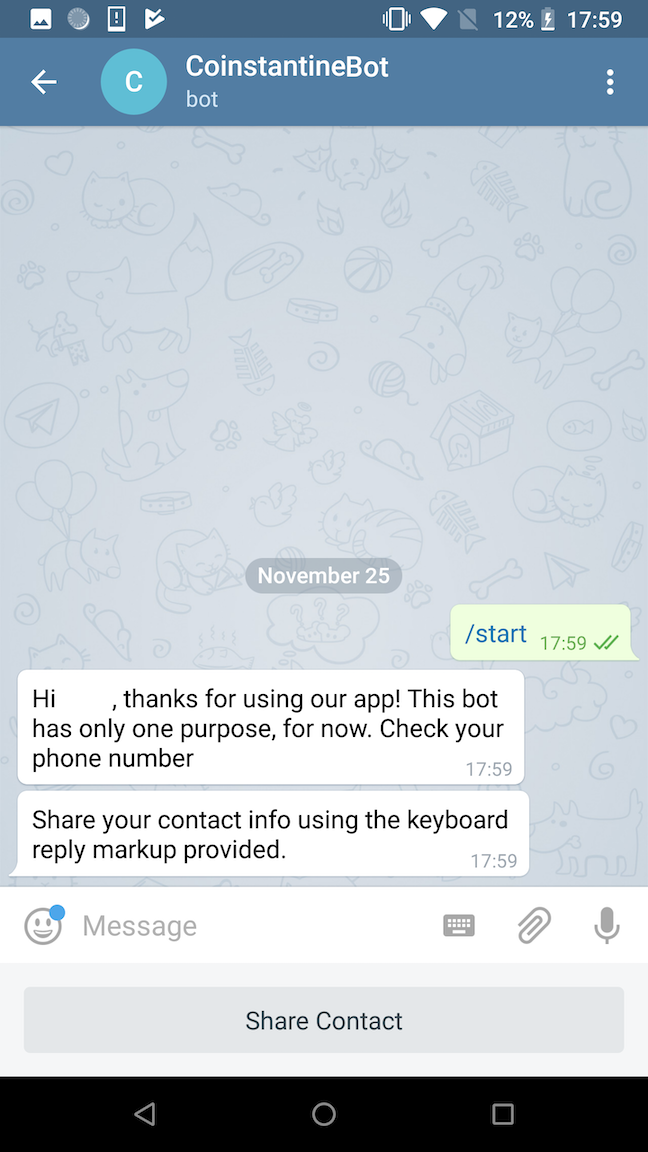 12% 17:59
C
CoinstantineBot
bot
November 25
/start 17:59
Hi , thanks for using our app! This bot
has only one purpose, for now. Check your
phone number
17:59
Share your contact info using the keyboard
reply markup provided.
17:59
Message
Share Contact